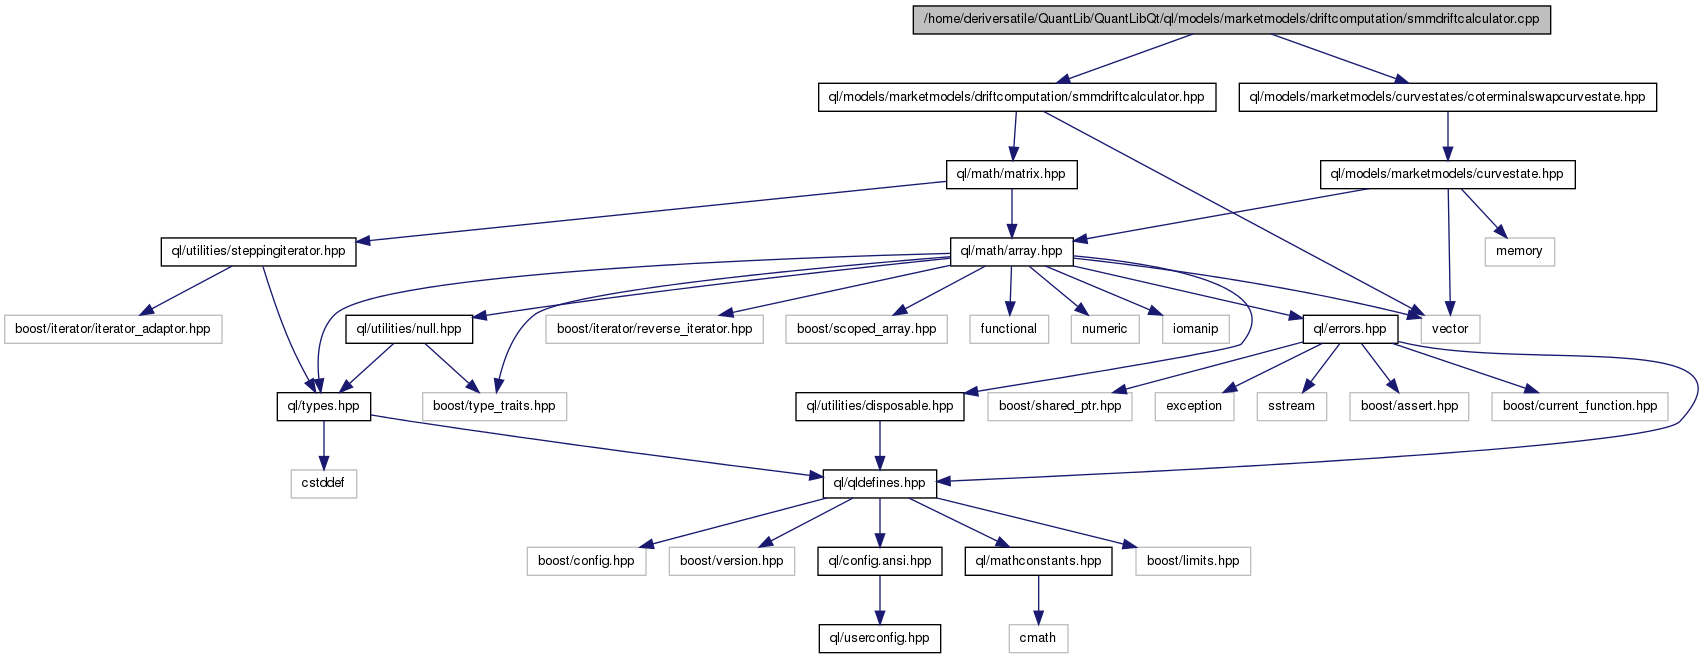 /home/deriversatile/QuantLib/QuantLibQt/ql/models/marketmodels/driftcomputation/smmdriftcalculator.cpp
ql/models/marketmodels/driftcomputation/smmdriftcalculator.hpp
ql/models/marketmodels/curvestates/coterminalswapcurvestate.hpp
ql/math/matrix.hpp
ql/models/marketmodels/curvestate.hpp
ql/utilities/steppingiterator.hpp
ql/math/array.hpp
memory
boost/iterator/iterator_adaptor.hpp
ql/utilities/null.hpp
boost/iterator/reverse_iterator.hpp
boost/scoped_array.hpp
functional
numeric
iomanip
ql/errors.hpp
vector
ql/types.hpp
boost/type_traits.hpp
ql/utilities/disposable.hpp
boost/shared_ptr.hpp
exception
sstream
boost/assert.hpp
boost/current_function.hpp
cstddef
ql/qldefines.hpp
boost/config.hpp
boost/version.hpp
ql/config.ansi.hpp
ql/mathconstants.hpp
boost/limits.hpp
ql/userconfig.hpp
cmath